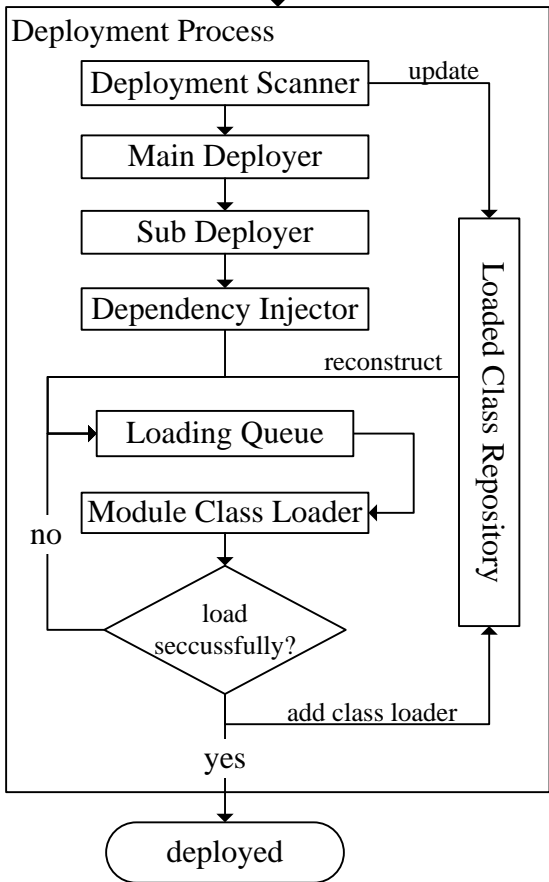 Deployment Process
Deployment Scanner
update
Main Deployer
Sub Deployer
Loaded Class Repository
Dependency Injector
reconstruct
Loading Queue
Module Class Loader
no
load
seccussfully?
add class loader
yes
deployed